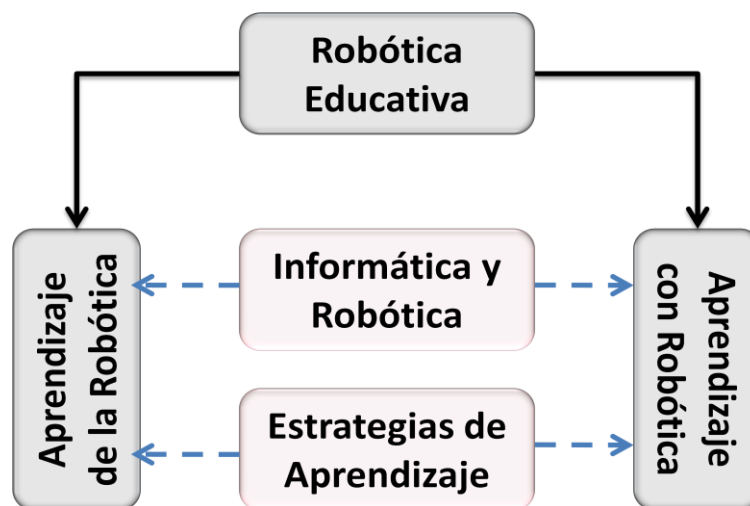 Robótica
Educativa
Aprendizaje
de la Robótica
Informática y
Robótica
Estrategias de
Aprendizaje
Aprendizaje
con Robótica